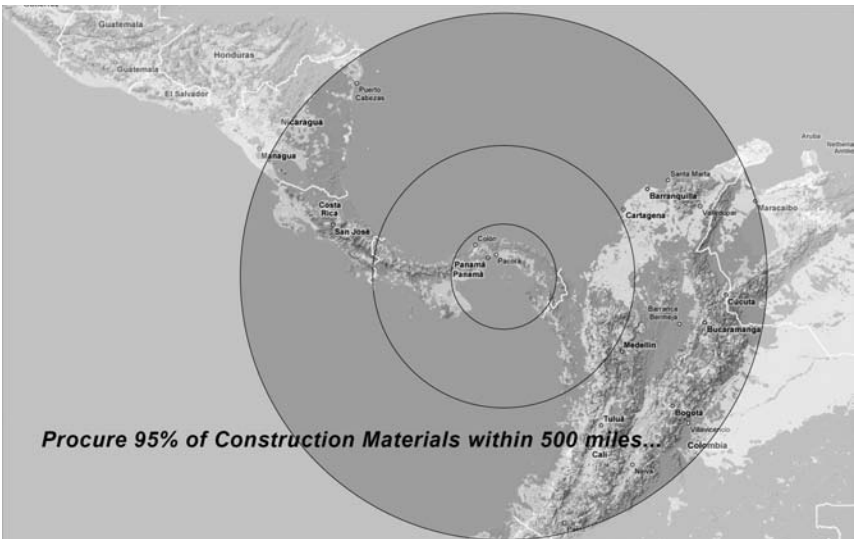 Guatemala
Honduras
Guatemala
El Salvador
Puerto
Cabezas
Nicaragua
Managua
Aruba
Santa Marta
Barranquilla
Valledupar
Maracaibo
Costa
Rica
Cartagena
San José
Colón
Panamá
Panamá
Pacora
Cúcuta
Barranca
Bermeja
Bucaramanga
Medellín
Bogotá
Tuluá
Villavicencio
Procure 95% of Construction Materials within 500 miles...
Colombia
Cali
Neiva